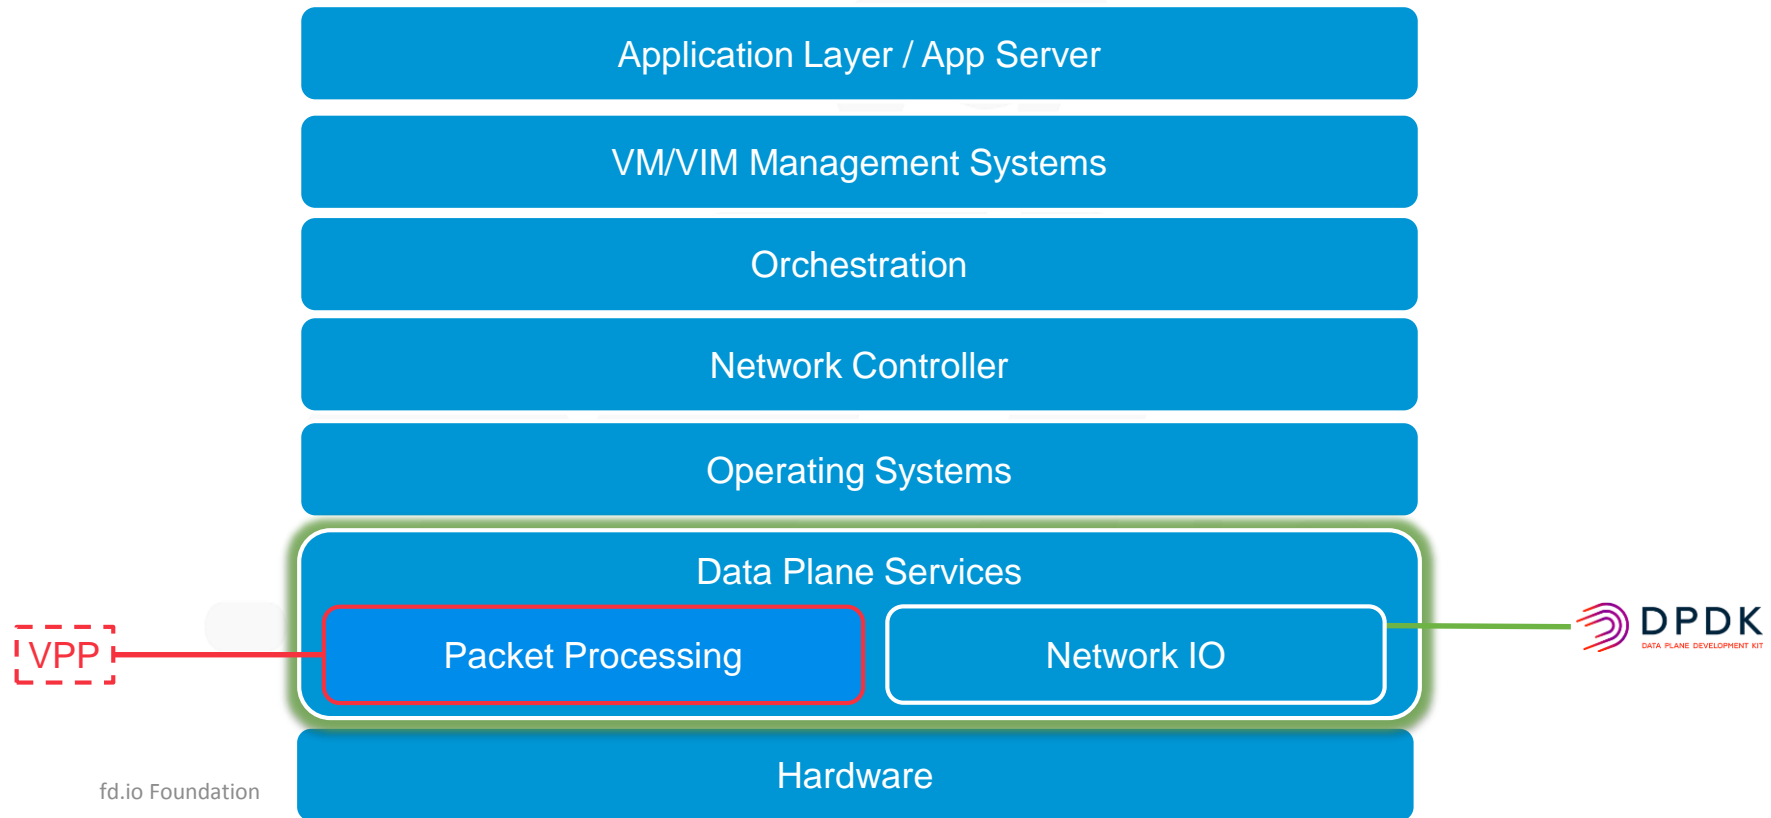 Application Layer / App Server
VM/VIM Management Systems
Orchestration
Network Controller
Operating Systems
Data Plane Services
VPP
Packet Processing
Network IO
DPDK
DATA PLANE DEVELOPMENT KIT
Hardware
fd.io Foundation